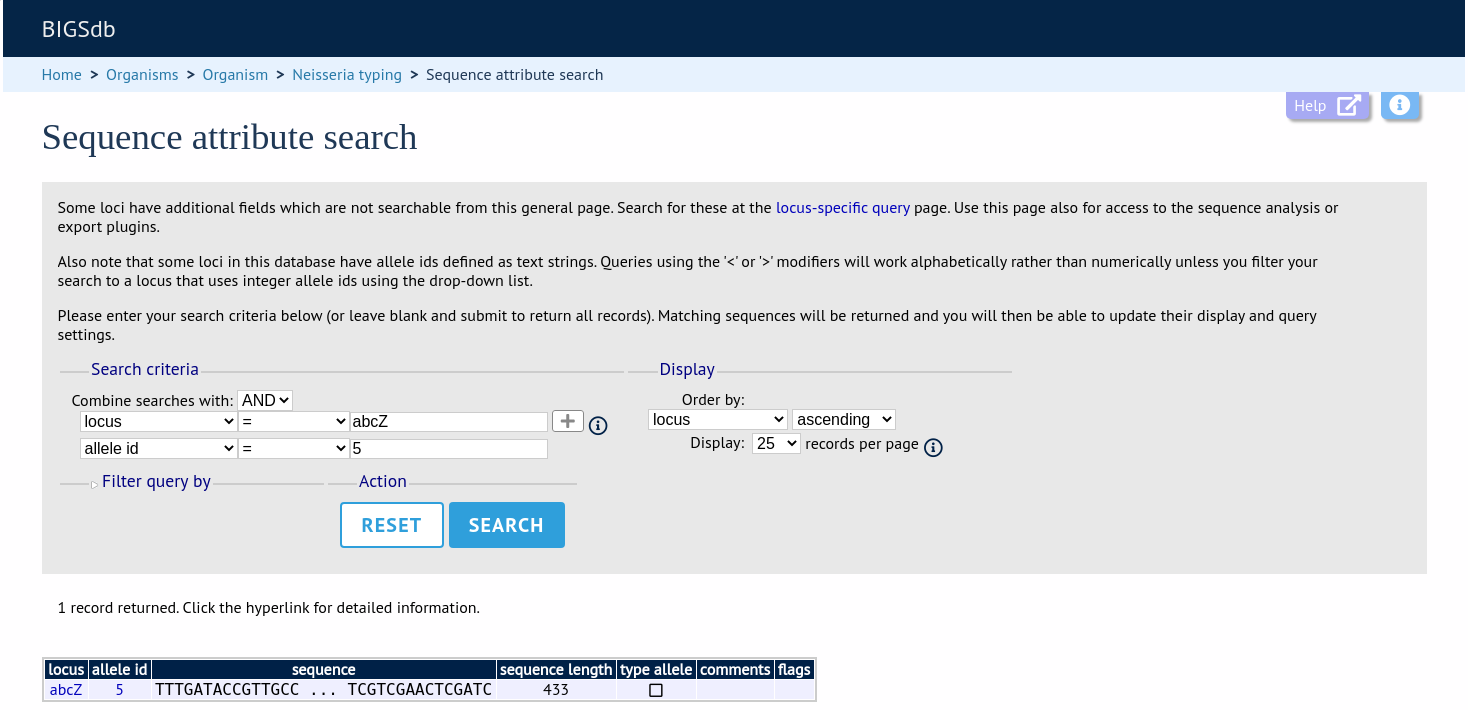 BIGSdb
Home > Organisms > Organism > Neisseria typing > Sequence attribute search
Help
Sequence attribute search
Some loci have additional fields which are not searchable from this general page. Search for these at the locus-specific query page. Use this page also for access to the sequence analysis or
export plugins.
Also note that some loci in this database have allele ids defined as text strings. Queries using the '<' or '>' modifiers will work alphabetically rather than numerically unless you filter your
search to a locus that uses integer allele ids using the drop-down list.
Please enter your search criteria below (or leave blank and submit to return all records). Matching sequences will be returned and you will then be able to update their display and query
settings.
Search criteria Display
Combine searches with: AND Order by:
locus = abcZ + locus ascending
allele id = 5 Display: 25 records per page
Filter query by Action
RESET SEARCH
1 record returned. Click the hyperlink for detailed information.
locus allele id sequence sequence length type allele comments flags
abcZ 5 TTTGATACCGTTGCC ... TCGTCGAACTCGATC 433